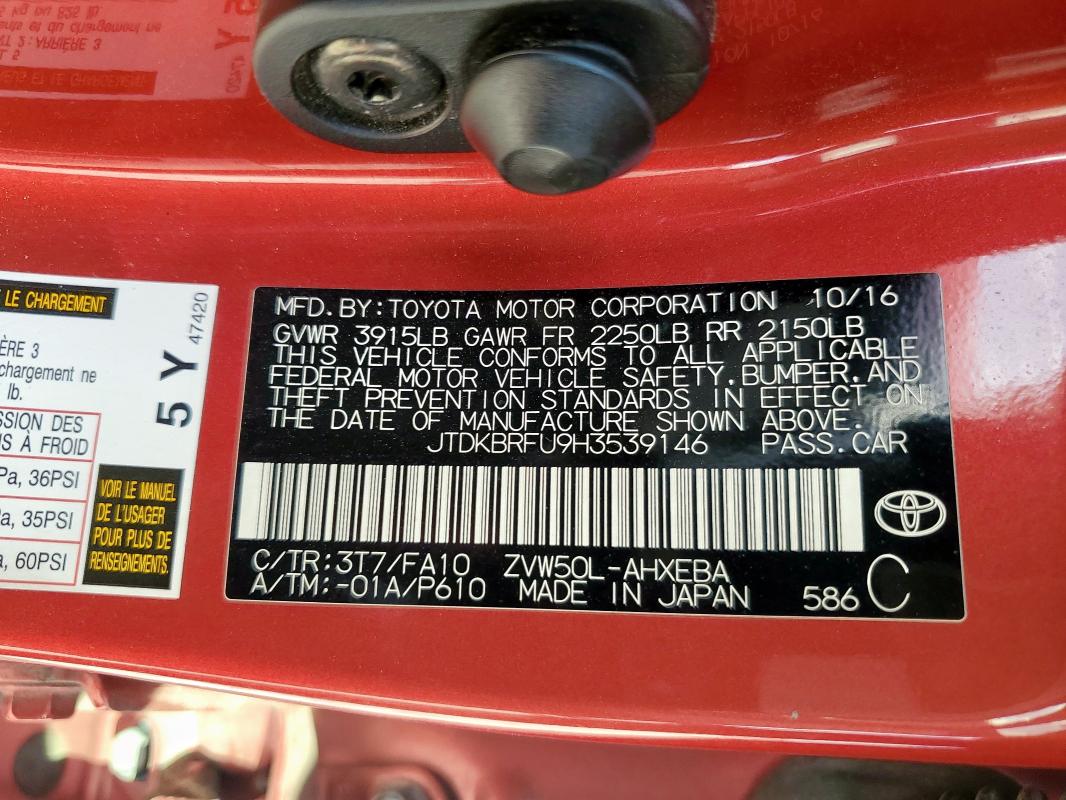 LE CHARGEMENT
ÈRE 3
chargement ne
lb.
SSION DES
S À FROID
Pa, 36PSI
a, 35PSI
a, 60PSI
5 Y
47420
VOIR LE MANUEL
DE L'USAGER
POUR PLUS DE
RENSEIGNEMENTS.
MFD.BY:TOYOTA MOTOR CORPORATION 10/16
GVWR 3915LB GAWR FR 2250LB RR 2150LB
THIS VEHICLE CONFORMS TO ALL APPLICABLE
FEDERAL MOTOR VEHICLE SAFETY,BUMPER,AND
THEFT PREVENTION STANDARDS IN EFFECT ON
THE DATE OF MANUFACTURE SHOWN ABOVE.
JTDKBRFU9H3539146 PASS.CAR
C/TR:3T7/FA10 ZVW50L-AHXEBA
A/TM:-01A/P610 MADE IN JAPAN 586 C